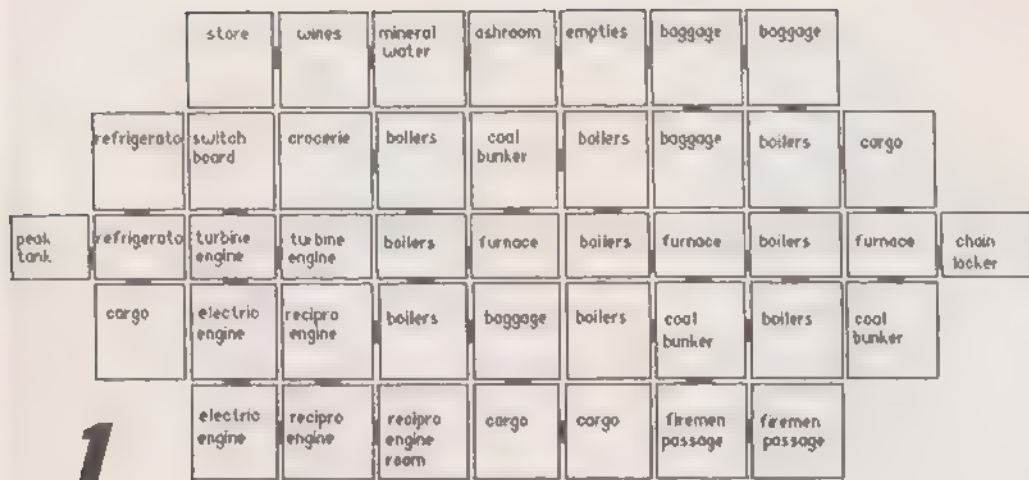 store wines mineral water ashroom empties baggage baggage
refrigerato switch board crocerie boilers coal bunker boilers baggage boilers cargo
peak tank refrigerato turbine engine turbine engine boilers furnace boilers furnace boilers furnace chain locker
cargo electric engine recipro engine boilers baggage boilers coal bunker boilers coal bunker
electric engine recipro engine recipro engine room cargo cargo firemen passage firemen passage
1